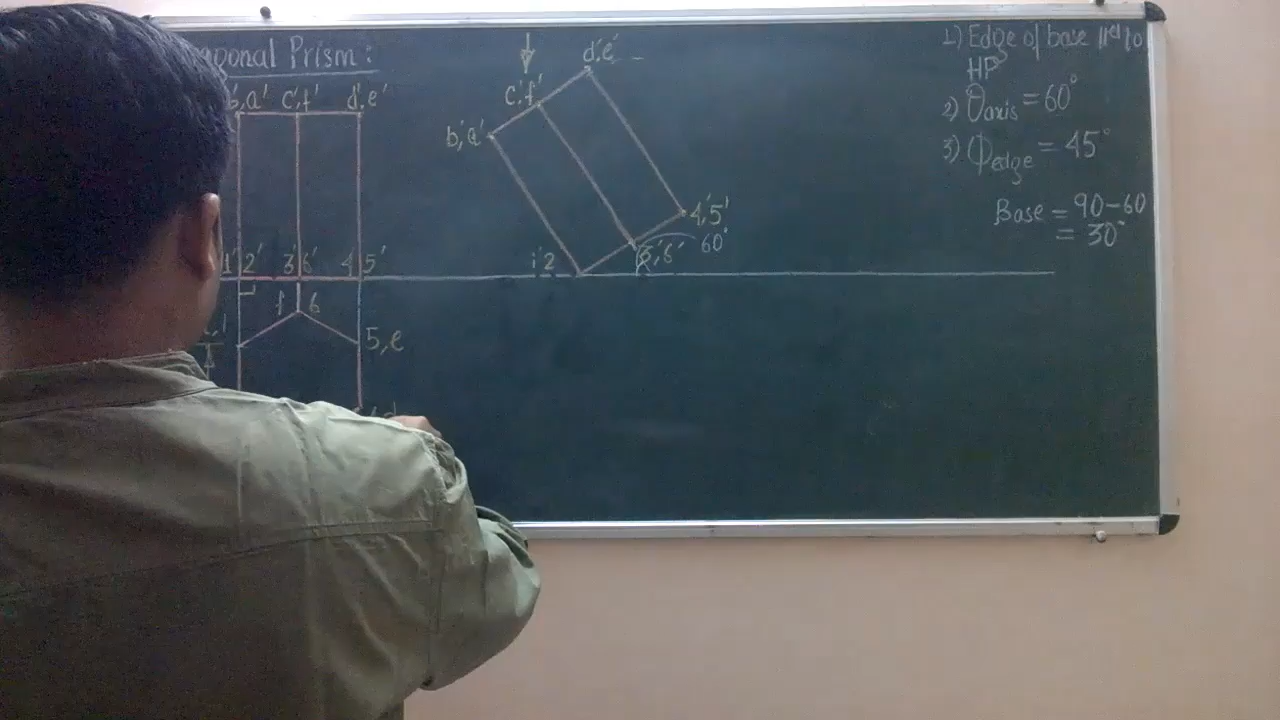 agonal Prism :
b',a' c',f' d',e'
1' 2' 3' 6' 4 5'
f 6
5,e
d',e'
c',f'
b',a'
4',5'
60°
3',6'
1'2
1) Edge of base llel to
HP
2) θaxis = 60°
3) φedge = 45°
Base = 90-60
= 30°